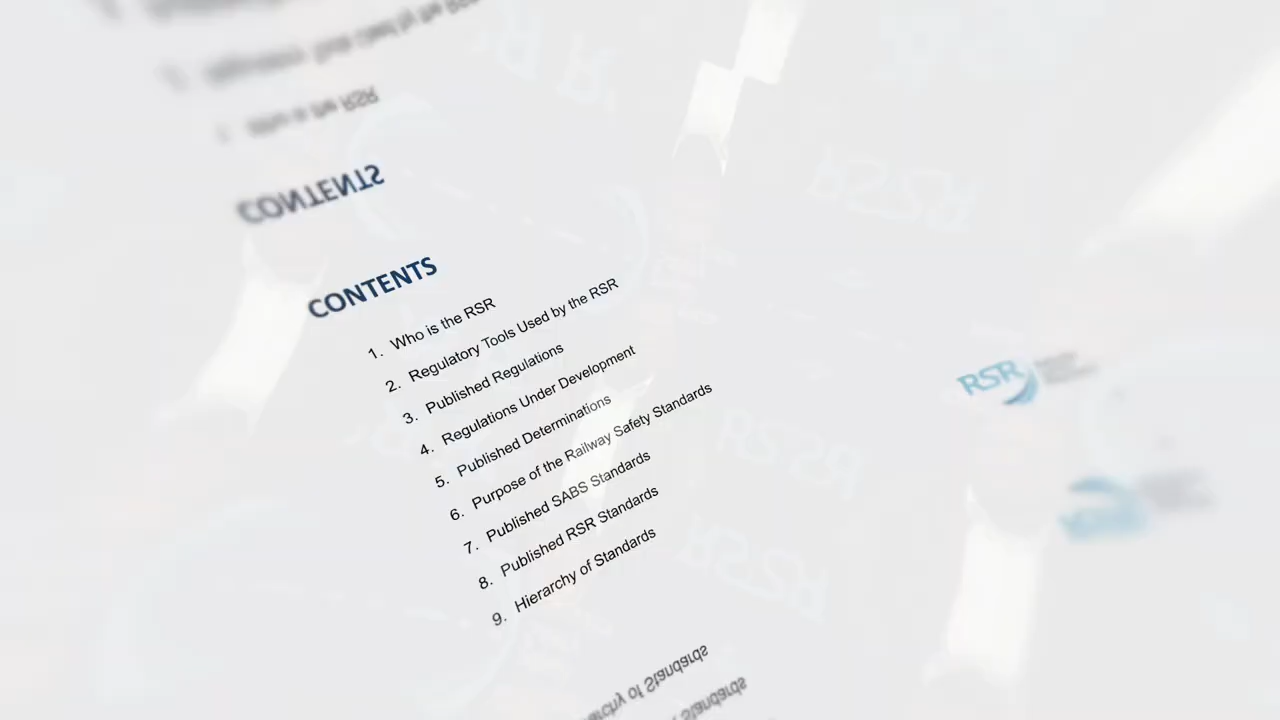 CONTENTS
CONTENTS
1. Who is the RSR
2. Regulatory Tools Used by the RSR
3. Published Regulations
4. Regulations Under Development
5. Published Determinations
6. Purpose of the Railway Safety Standards
7. Published SABS Standards
8. Published RSR Standards
9. Hierarchy of Standards
RSR